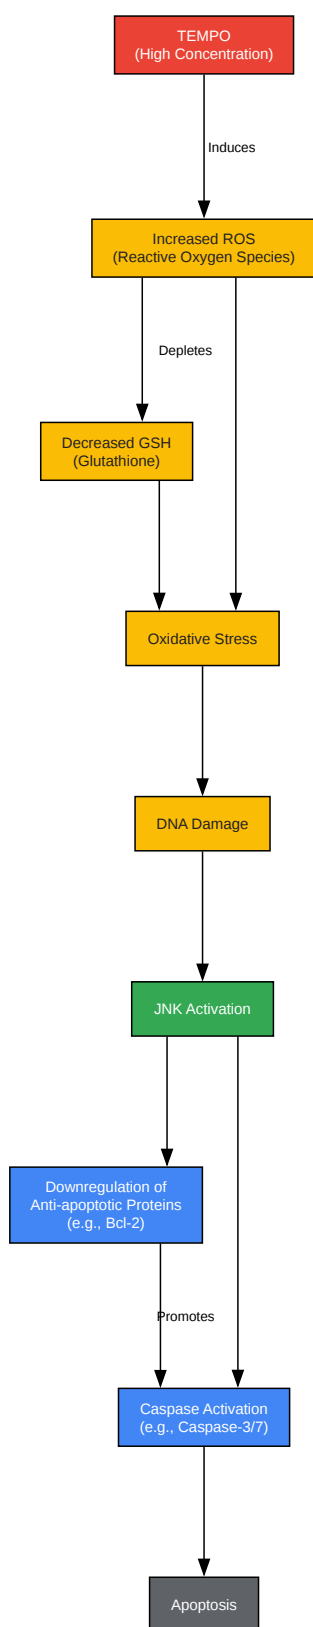 TEMPO
(High Concentration)
Induces
Increased ROS
(Reactive Oxygen Species)
Depletes
Decreased GSH
(Glutathione)
Oxidative Stress
DNA Damage
JNK Activation
Downregulation of
Anti-apoptotic Proteins
(e.g., Bcl-2)
Promotes
Caspase Activation
(e.g., Caspase-3/7)
Apoptosis